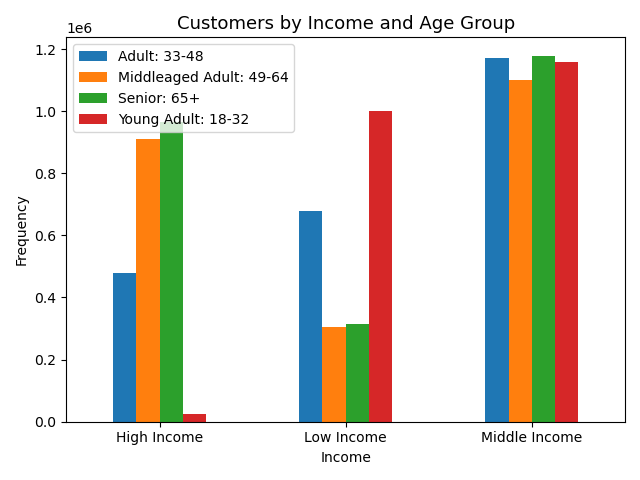 Customers by Income and Age Group
1e6
Adult: 33-48
Middleaged Adult: 49-64
Senior: 65+
Young Adult: 18-32
1.2
1.0
0.8
0.6
0.4
0.2
0.0
Frequency
High Income
Low Income
Middle Income
Income